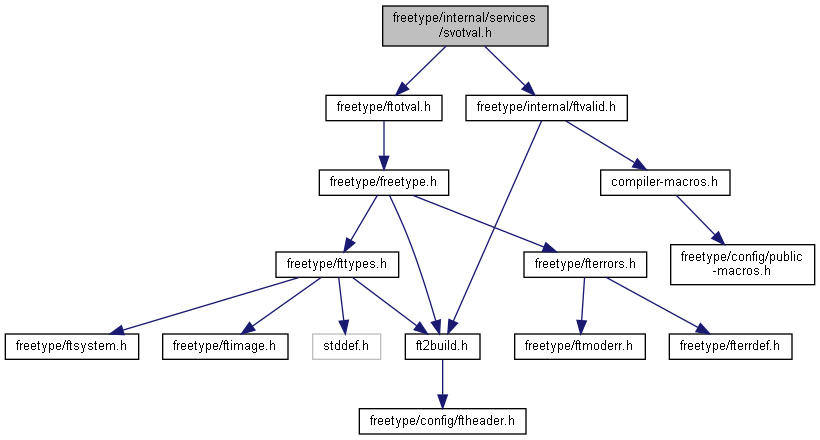 freetype/internal/services
/svotval.h
freetype/ftotval.h
freetype/internal/ftvalid.h
freetype/freetype.h
compiler-macros.h
freetype/fttypes.h
freetype/fterrors.h
freetype/config/public
-macros.h
freetype/ftsystem.h
freetype/ftimage.h
stddef.h
ft2build.h
freetype/ftmoderr.h
freetype/fterrdef.h
freetype/config/ftheader.h